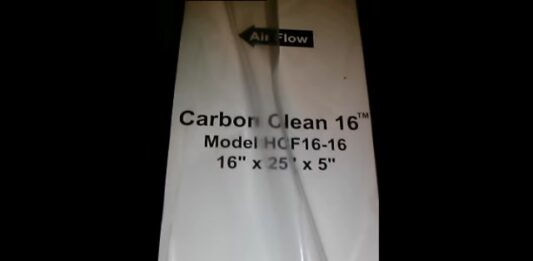 Air Flow
Carbon Clean 16™
Model HCF16-16
16" x 25" x 5"